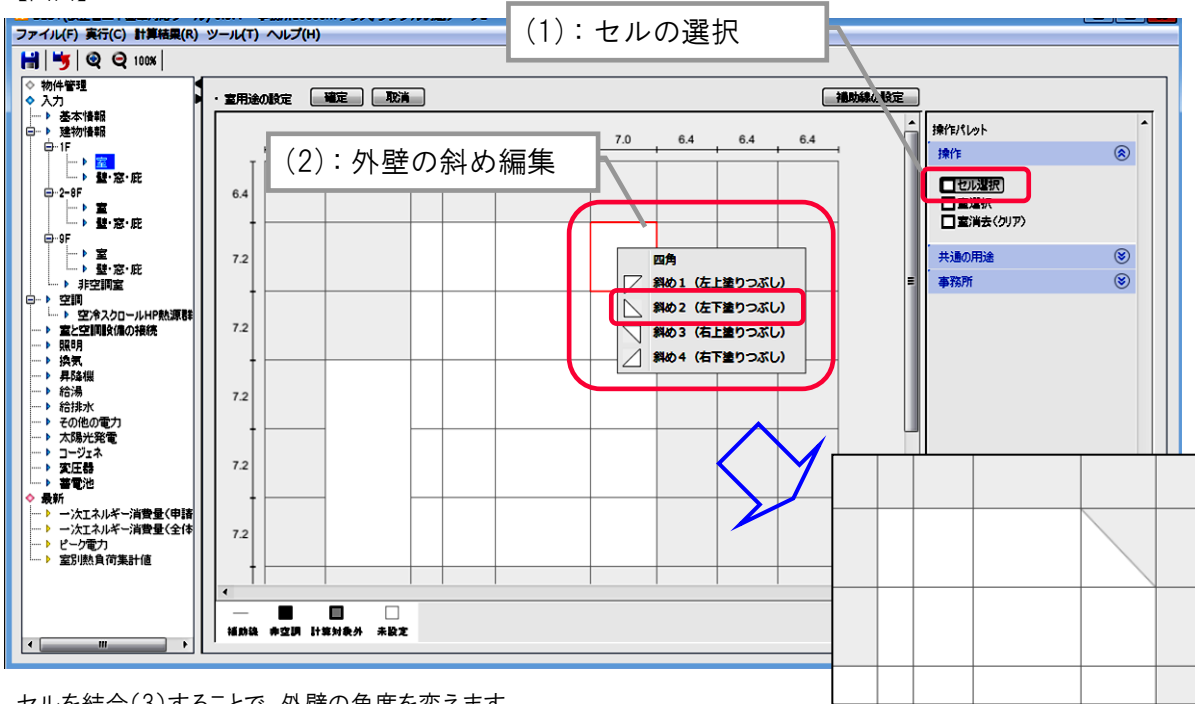 (1)：セルの選択
ファイル(F) 実行(C) 計算結果(R) ツール(T) ヘルプ(H)
100%
物件管理
入力
基本情報
建物情報
1F
室
壁・窓・庇
2-8F
室
壁・窓・庇
9F
室
壁・窓・庇
非空調室
空調
空冷スクロールHP熱源群
室と空調設備の接続
照明
換気
昇降機
給湯
給排水
その他の電力
太陽光発電
コージェネ
変圧器
蓄電池
最新
一次エネルギー消費量(申請
一次エネルギー消費量(全体
ピーク電力
室別熱負荷集計値
・室用途の設定 確定 取消 補助線の設定
(2)：外壁の斜め編集
7.0 6.4 6.4 6.4
6.4
7.2
7.2
7.2
7.2
7.2
四角
斜め1（左上塗りつぶし）
斜め2（左下塗りつぶし）
斜め3（右上塗りつぶし）
斜め4（右下塗りつぶし）
補助線 非空調 計算対象外 未設定
操作パレット
操作
セル選択
室選択
室消去(クリア)
共通の用途
事務所
セルを結合(3)することで、外壁の角度を変えます